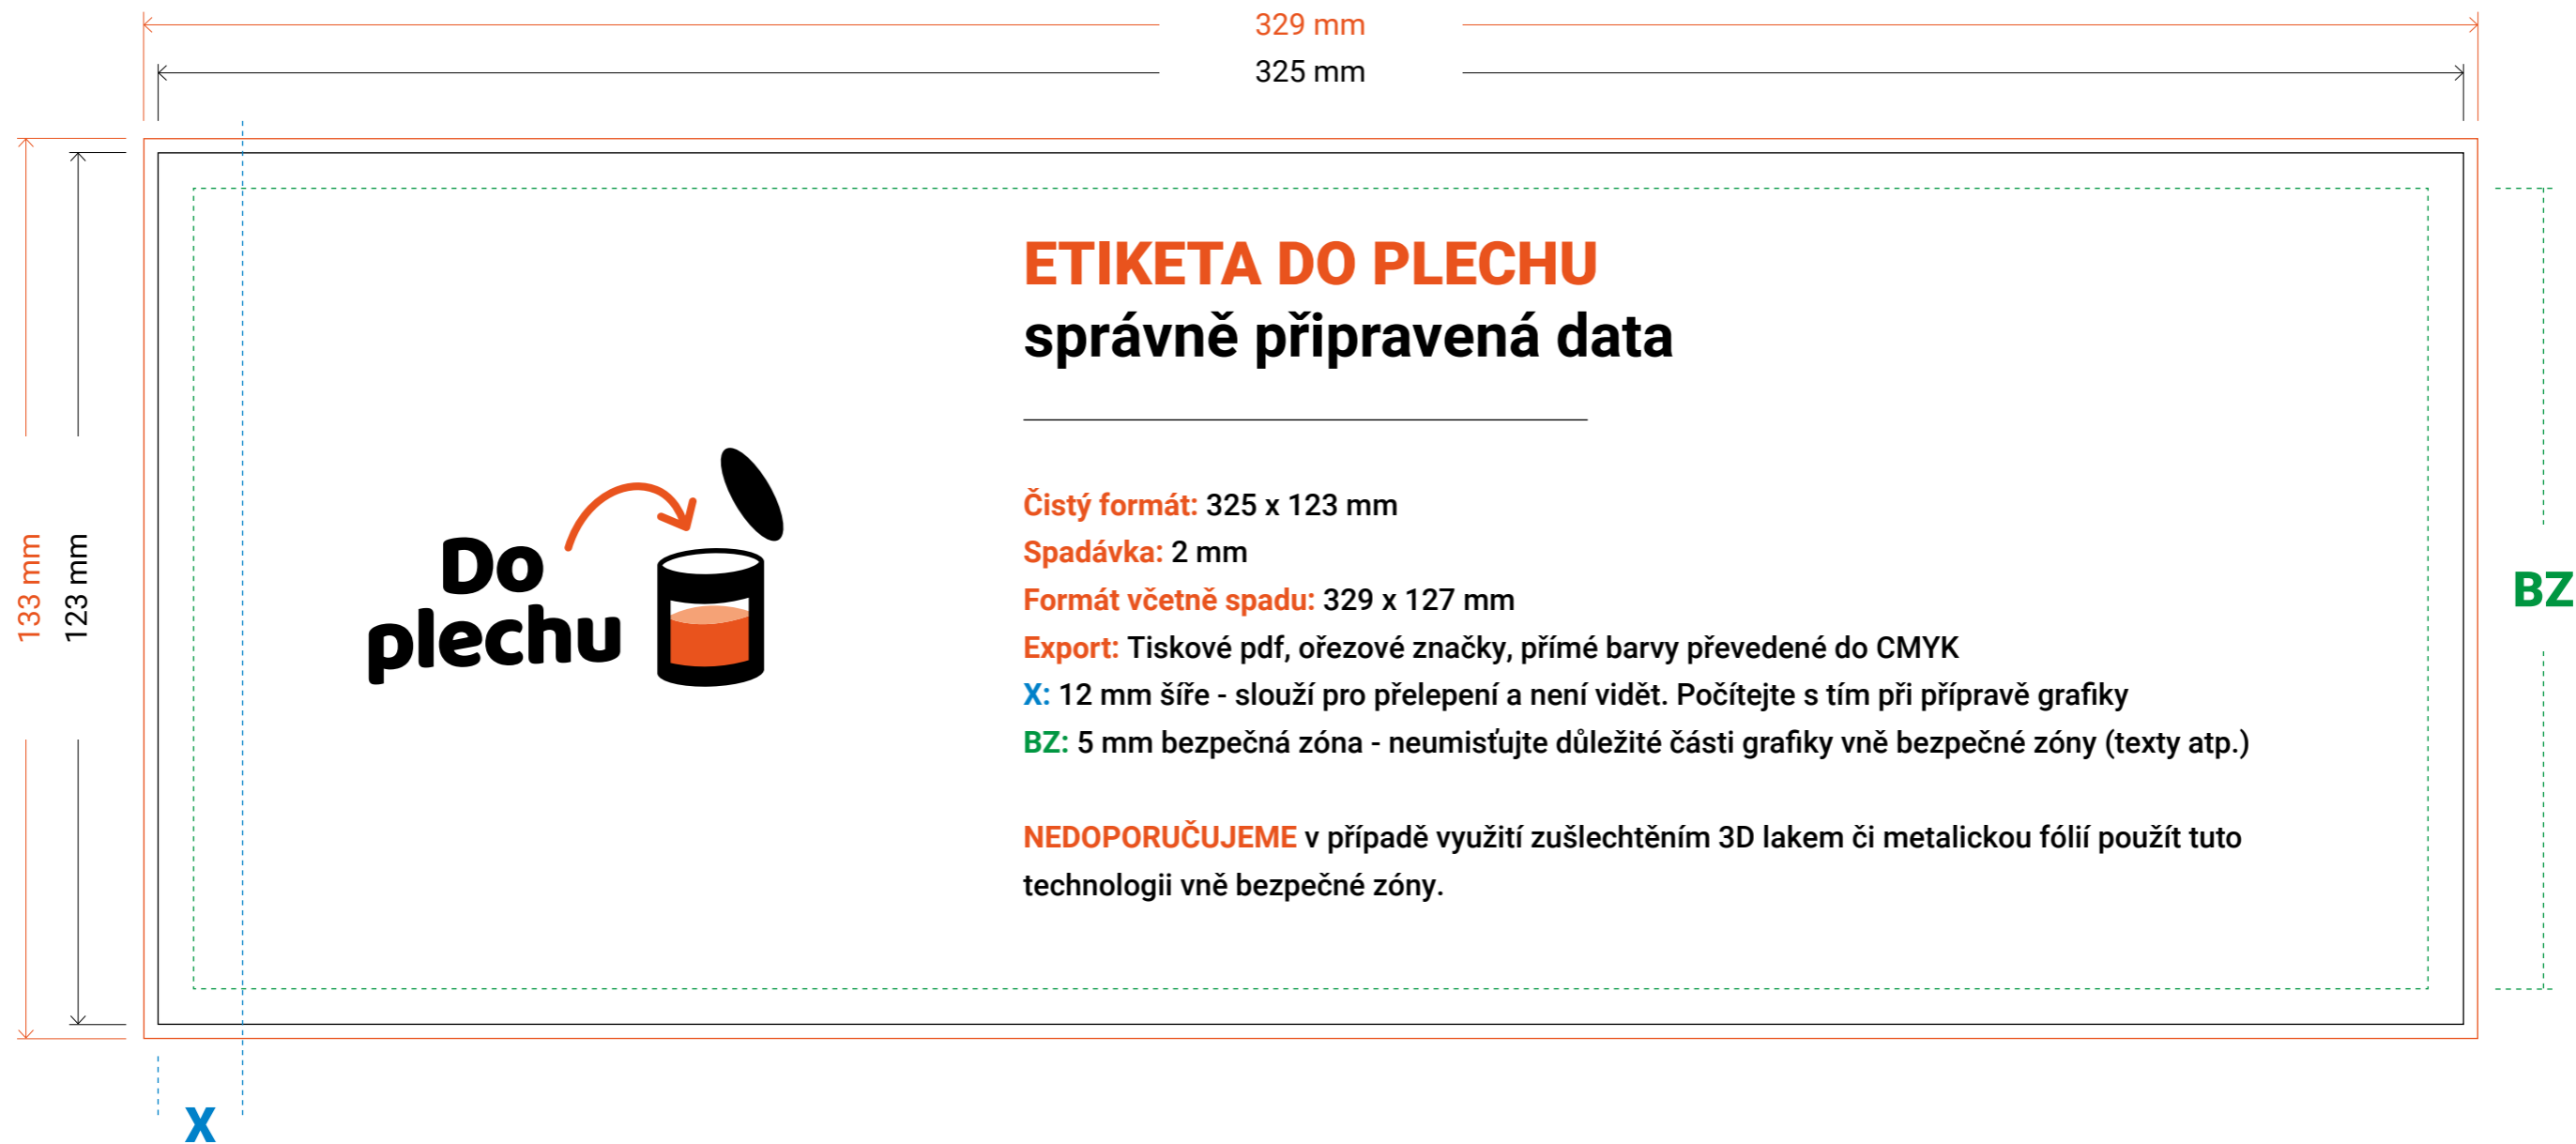 329 mm
325 mm
133 mm
123 mm
ETIKETA DO PLECHU
správně připravená data
Do
plechu
Čistý formát: 325 x 123 mm
Spadávka: 2 mm
Formát včetně spadu: 329 x 127 mm
Export: Tiskové pdf, ořezové značky, přímé barvy převedené do CMYK
X: 12 mm šíře - slouží pro přelepení a není vidět. Počítejte s tím při přípravě grafiky
BZ: 5 mm bezpečná zóna - neumisťujte důležité části grafiky vně bezpečné zóny (texty atp.)
NEDOPORUČUJEME v případě využití zušlechtěním 3D lakem či metalickou fólií použít tuto
technologii vně bezpečné zóny.
BZ
X